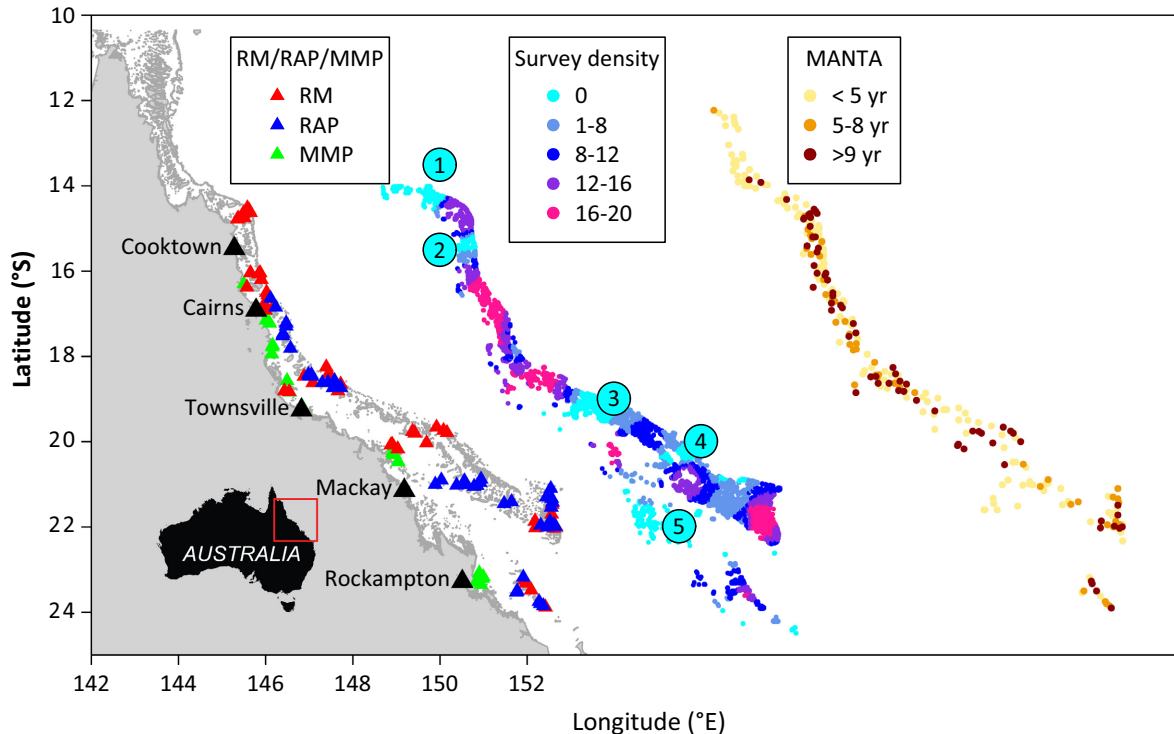 10
12
14
16
18
20
22
24
Latitude (°S)
142
144
146
148
150
152
Longitude (°E)
RM/RAP/MMP
RM
RAP
MMP
Survey density
0
1-8
8-12
12-16
16-20
MANTA
< 5 yr
5-8 yr
>9 yr
1
2
3
4
5
Cooktown
Cairns
Townsville
Mackay
Rockampton
AUSTRALIA